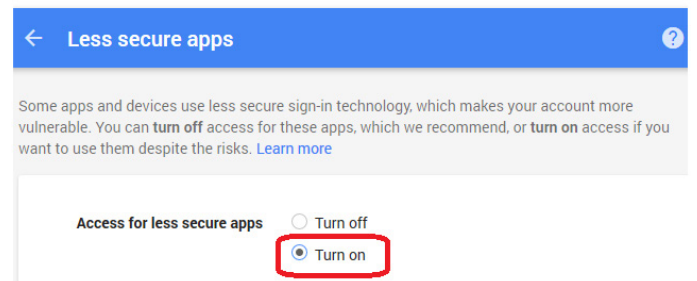 Less secure apps
Some apps and devices use less secure sign-in technology, which makes your account more
vulnerable. You can turn off access for these apps, which we recommend, or turn on access if you
want to use them despite the risks. Learn more
Access for less secure apps Turn off
Turn on